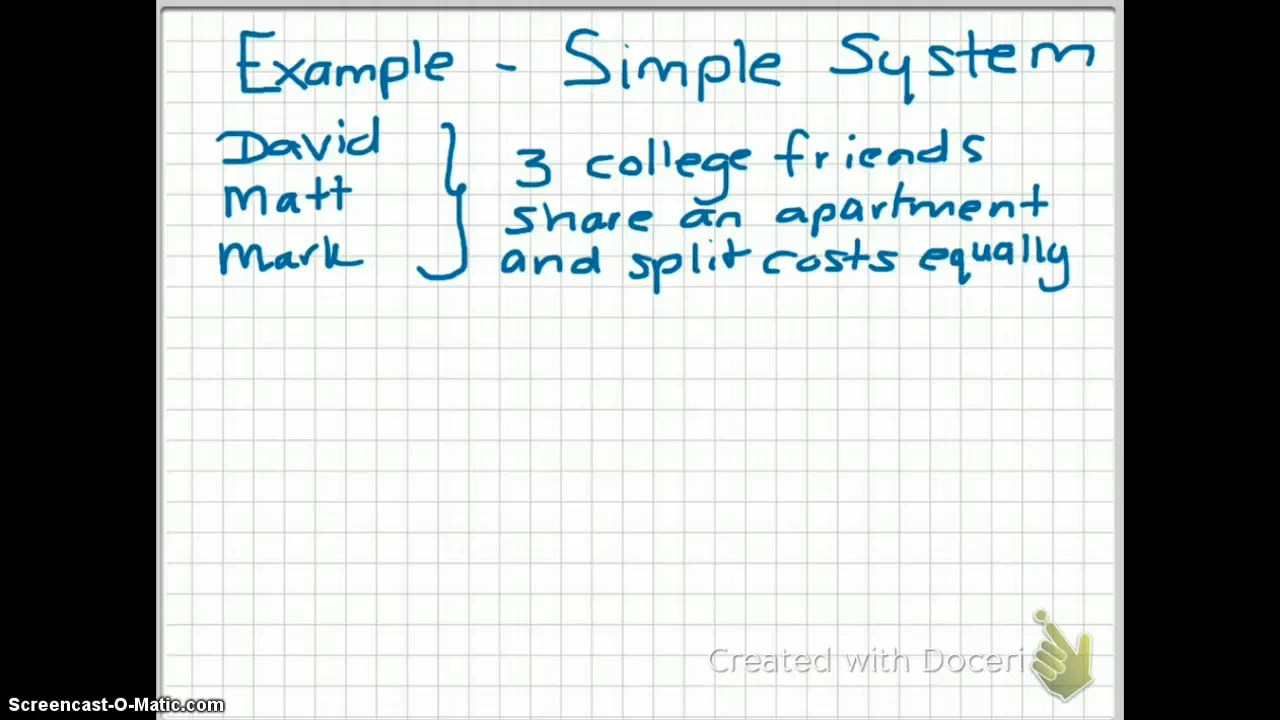 Example - Simple System
David
Matt
Mark
3 college friends
share an apartment
and split costs equally
Created with Doceri
Screencast-O-Matic.com